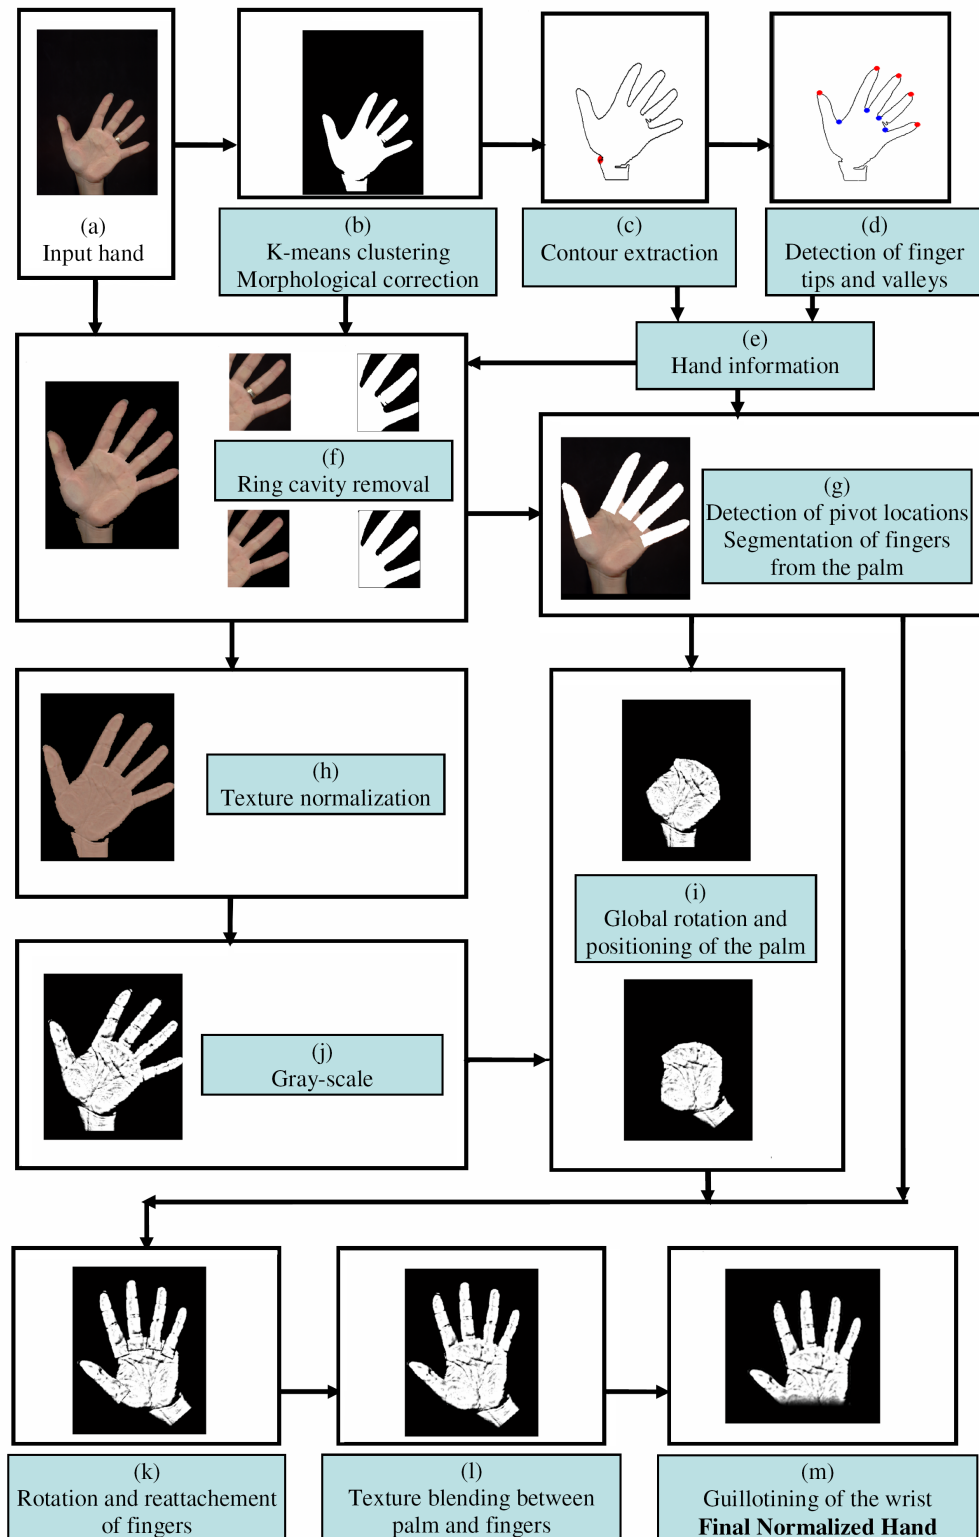 (a)
Input hand
(b)
K-means clustering
Morphological correction
(c)
Contour extraction
(d)
Detection of finger
tips and valleys
(e)
Hand information
(f)
Ring cavity removal
(g)
Detection of pivot locations
Segmentation of fingers
from the palm
(h)
Texture normalization
(i)
Global rotation and
positioning of the palm
(j)
Gray-scale
(k)
Rotation and reattachement
of fingers
(l)
Texture blending between
palm and fingers
(m)
Guillotining of the wrist
Final Normalized Hand